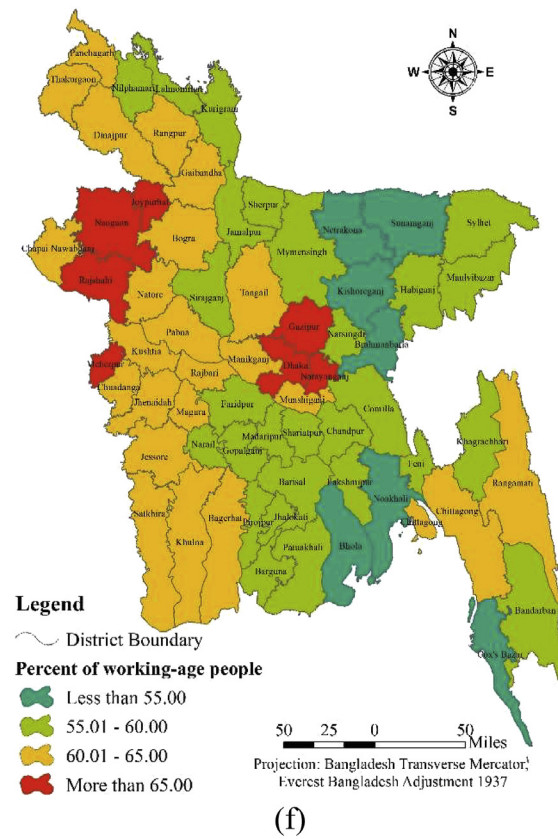 N
W E
S
Panchagarh
Thakurgaon
Nilphamari
Lalmonirhat
Kurigram
Dinajpur
Rangpur
Gaibandha
Joypurhat
Naogaon
Bogra
Sherpur
Jamalpur
Netrakona
Sunamganj
Sylhet
Mymensingh
Chapai Nawabganj
Rajshahi
Natore
Sirajganj
Tangail
Kishoreganj
Habiganj
Maulvibazar
Gazipur
Narsingdi
Brahmanbaria
Pabna
Kushtia
Meherpur
Manikganj
Dhaka
Narayanganj
Rajbari
Chuadanga
Munshiganj
Jhenaidah
Magura
Faridpur
Comilla
Shariatpur
Chandpur
Madaripur
Narail
Gopalganj
Khagrachhari
Jessore
Feni
Rangamati
Barisal
Lakshmipur
Noakhali
Satkhira
Khulna
Bagerhat
Pirojpur
Jhalokati
Chittagong
Chittagong
Patuakhali
Bhola
Barguna
Bandarban
Cox's Bazar
Legend
District Boundary
Percent of working-age people
Less than 55.00
55.01 - 60.00
60.01 - 65.00
More than 65.00
50 25 0 50
Miles
Projection: Bangladesh Transverse Mercator,
Everest Bangladesh Adjustment 1937
(f)